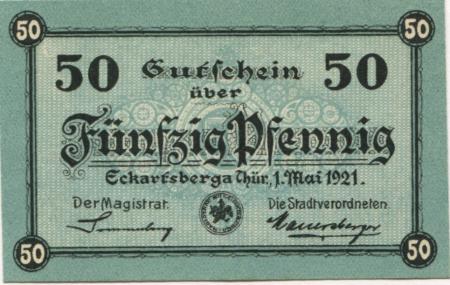 50 50
50 Gutschein 50
über
Fünfzig Pfennig
Eckartsberga Thür., 1. Mai 1921.
Der Magistrat. Die Stadtverordneten.
50 50